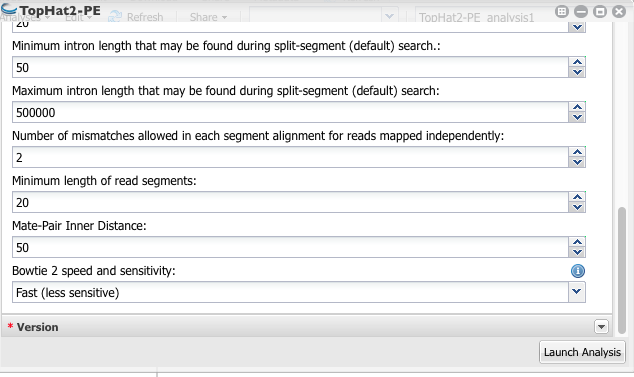 TopHat2-PE
Analyses Edit Refresh Share TopHat2-PE_analysis1
20
Minimum intron length that may be found during split-segment (default) search.:
50
Maximum intron length that may be found during split-segment (default) search:
500000
Number of mismatches allowed in each segment alignment for reads mapped independently:
2
Minimum length of read segments:
20
Mate-Pair Inner Distance:
50
Bowtie 2 speed and sensitivity:
Fast (less sensitive)
* Version
Launch Analysis